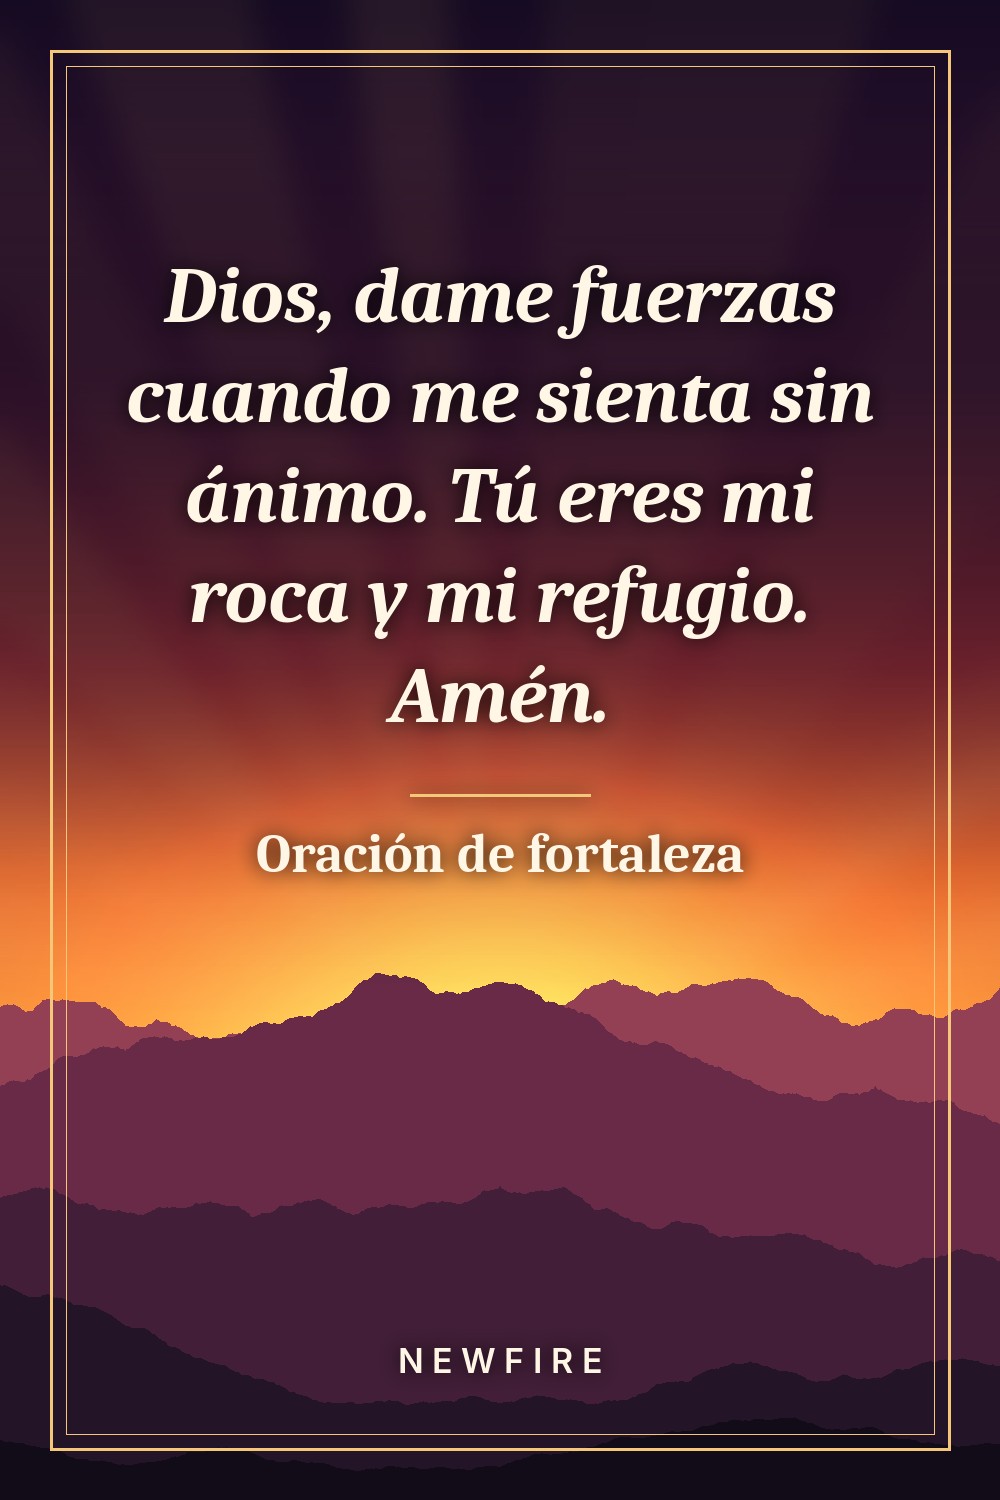 Dios, dame fuerzas
cuando me sienta sin
ánimo. Tú eres mi
roca y mi refugio.
Amén.
Oración de fortaleza
NEWFIRE